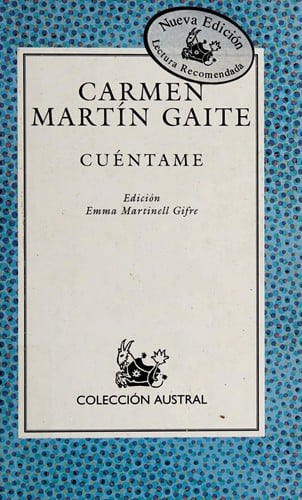 Nueva Edición
Lectura Recomendada
CARMEN
MARTÍN GAITE
CUÉNTAME
Edición
Emma Martinell Gifre
COLECCIÓN AUSTRAL